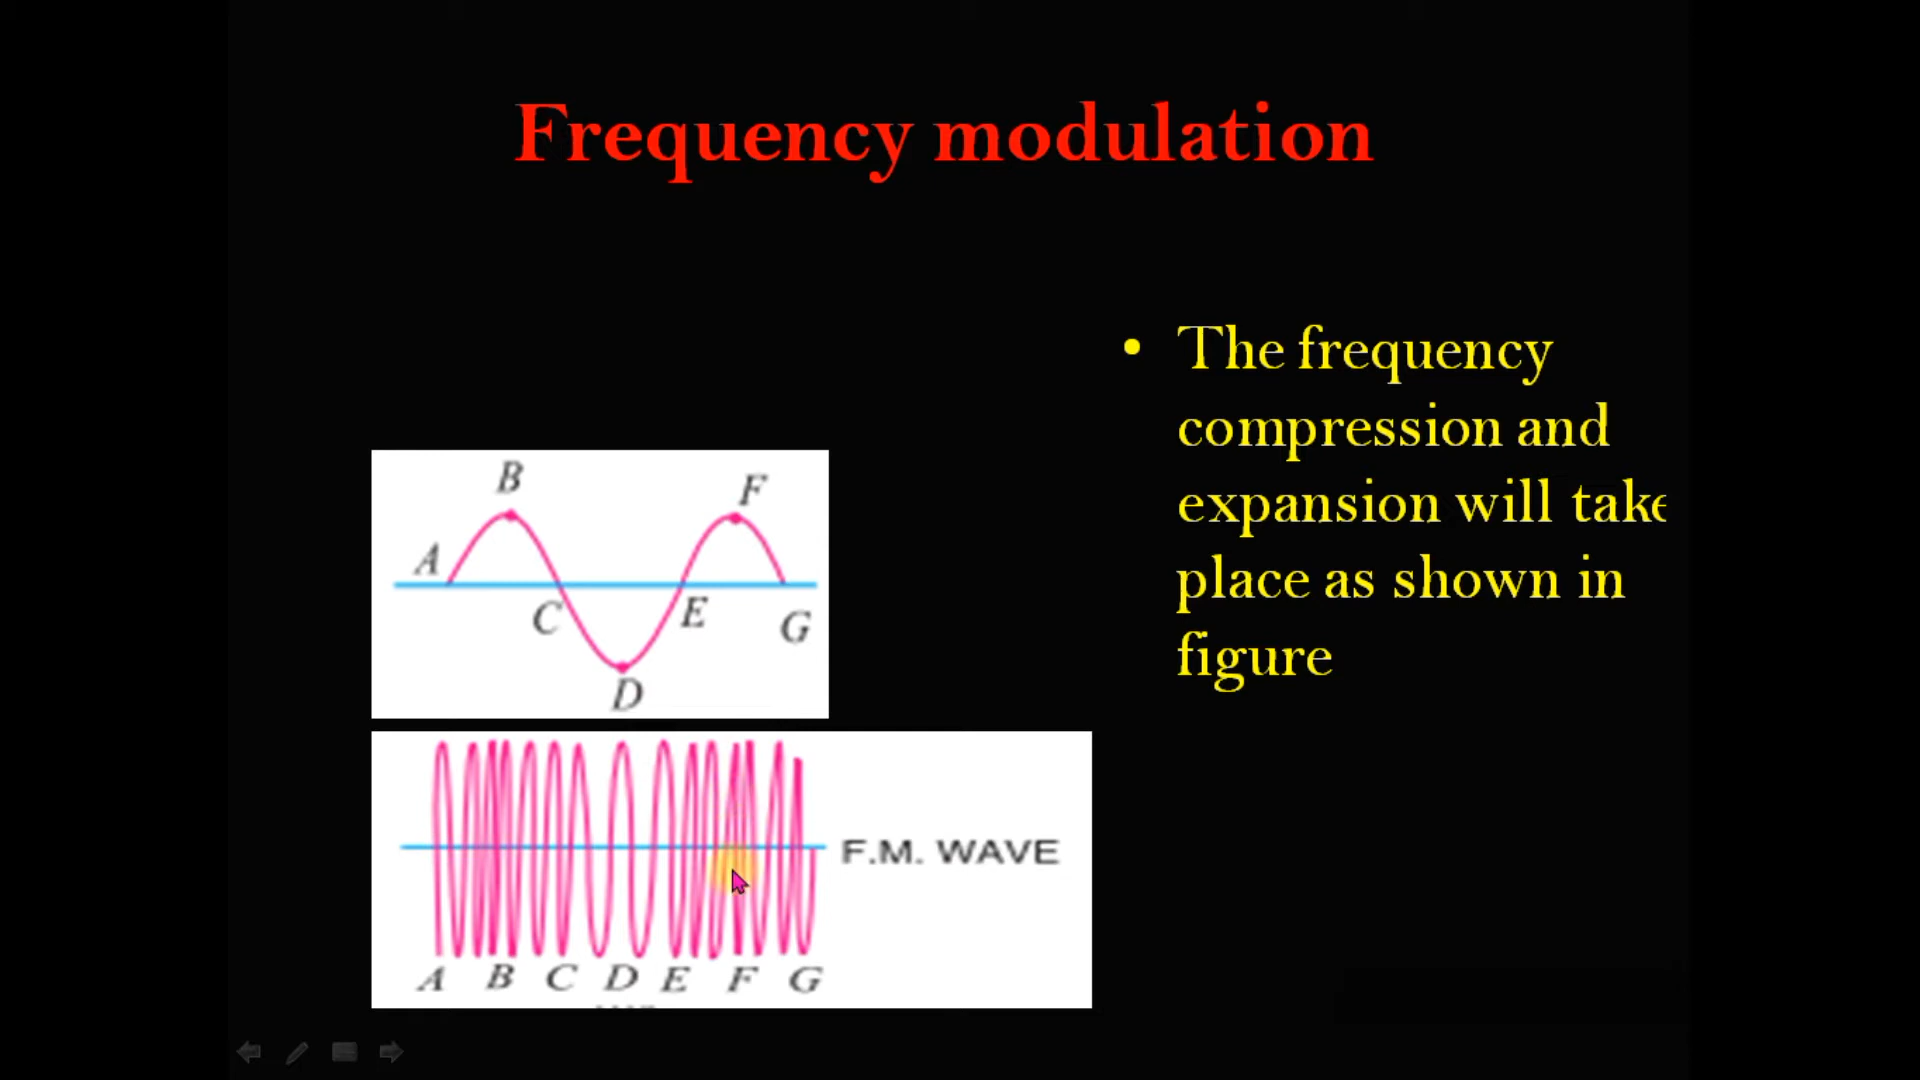 Frequency modulation
• The frequency
compression and
expansion will take
place as shown in
figure
B
F
A
C
E
G
D
F.M. WAVE
A B C D E F G